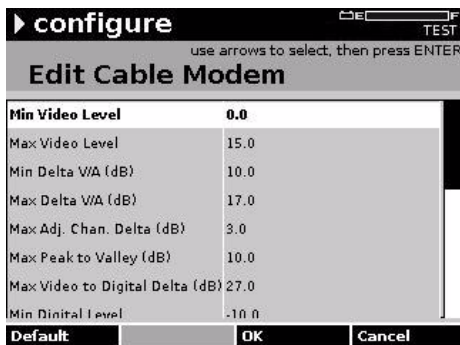 configure
E F
TEST
use arrows to select, then press ENTER
Edit Cable Modem
Min Video Level 0.0
Max Video Level 15.0
Min Delta V/A (dB) 10.0
Max Delta V/A (dB) 17.0
Max Adj. Chan. Delta (dB) 3.0
Max Peak to Valley (dB) 10.0
Max Video to Digital Delta (dB) 27.0
Min Digital Level -10.0
Default OK Cancel